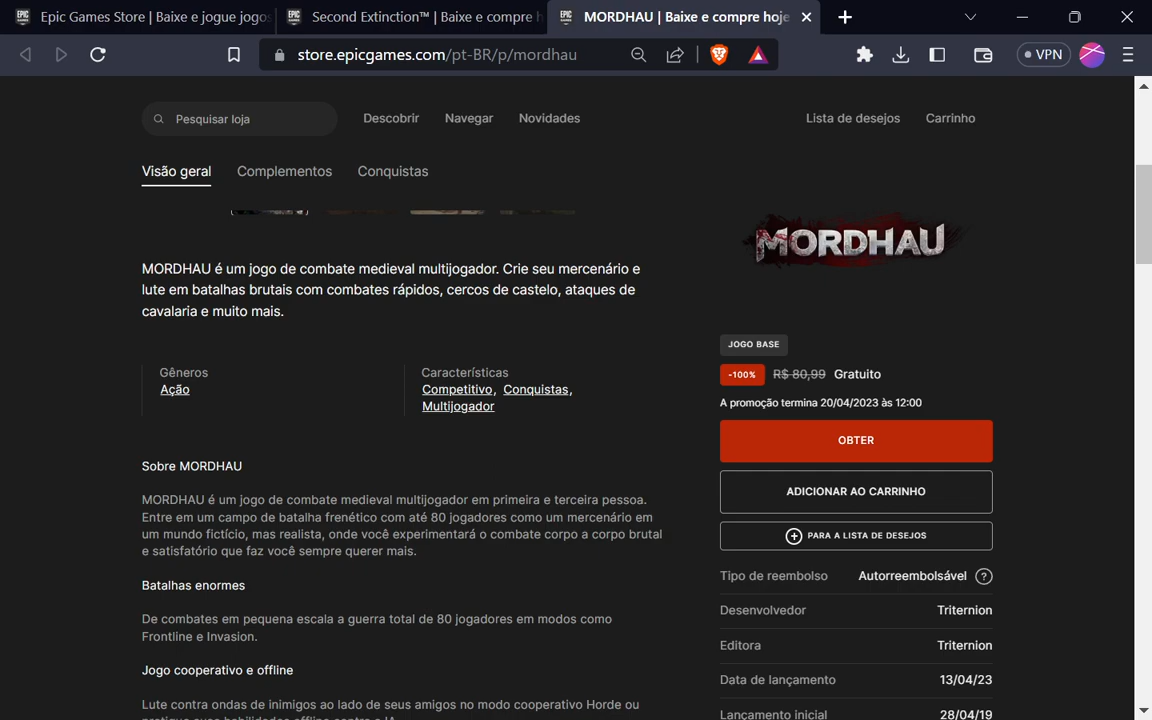 Epic Games Store | Baixe e jogue jogos
Second Extinction™ | Baixe e compre h
MORDHAU | Baixe e compre hoje
store.epicgames.com/pt-BR/p/mordhau
VPN
Pesquisar loja
Descobrir
Navegar
Novidades
Lista de desejos
Carrinho
Visão geral
Complementos
Conquistas
MORDHAU
MORDHAU é um jogo de combate medieval multijogador. Crie seu mercenário e
lute em batalhas brutais com combates rápidos, cercos de castelo, ataques de
cavalaria e muito mais.
Gêneros
Ação
Características
Competitivo, Conquistas,
Multijogador
Sobre MORDHAU
MORDHAU é um jogo de combate medieval multijogador em primeira e terceira pessoa.
Entre em um campo de batalha frenético com até 80 jogadores como um mercenário em
um mundo fictício, mas realista, onde você experimentará o combate corpo a corpo brutal
e satisfatório que faz você sempre querer mais.
Batalhas enormes
De combates em pequena escala a guerra total de 80 jogadores em modos como
Frontline e Invasion.
Jogo cooperativo e offline
Lute contra ondas de inimigos ao lado de seus amigos no modo cooperativo Horde ou
JOGO BASE
-100% R$ 80,99 Gratuito
A promoção termina 20/04/2023 às 12:00
OBTER
ADICIONAR AO CARRINHO
PARA A LISTA DE DESEJOS
Tipo de reembolso Autorreembolsável ?
Desenvolvedor Triternion
Editora Triternion
Data de lançamento 13/04/23
Lançamento inicial 28/04/19